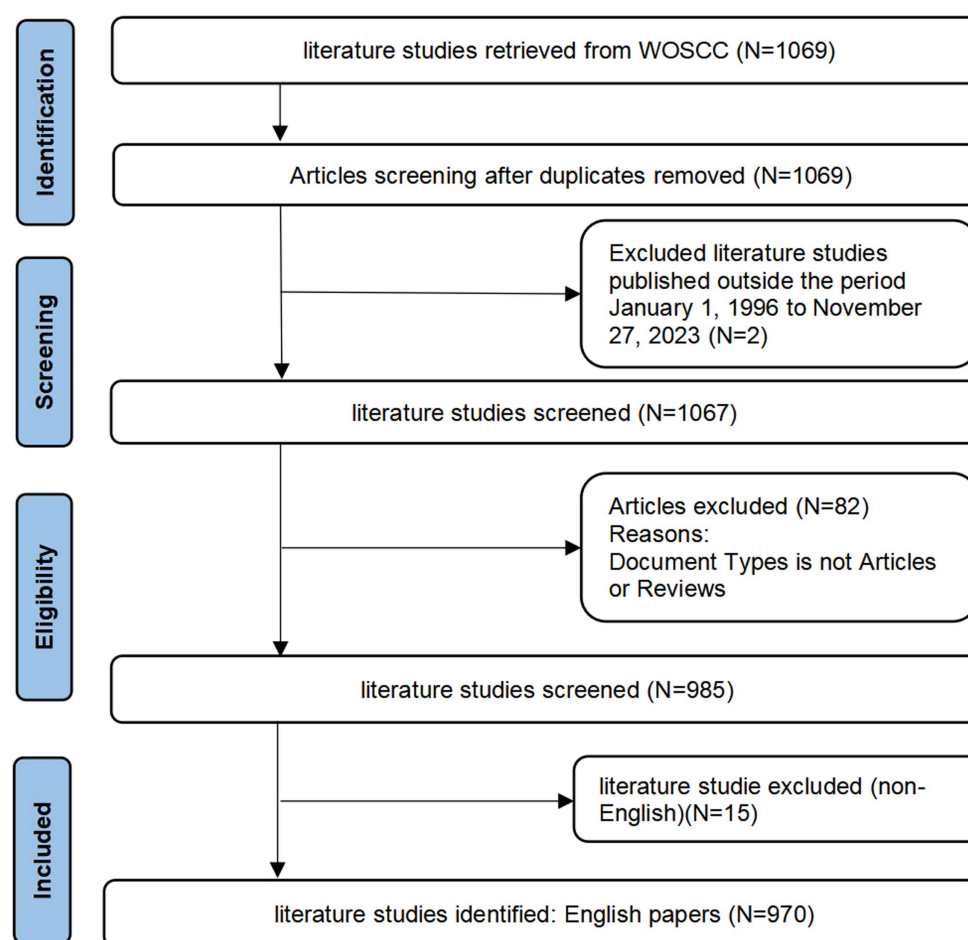 Identification
literature studies retrieved from WOSCC (N=1069)
Articles screening after duplicates removed (N=1069)
Screening
Excluded literature studies
published outside the period
January 1, 1996 to November
27, 2023 (N=2)
literature studies screened (N=1067)
Eligibility
Articles excluded (N=82)
Reasons:
Document Types is not Articles
or Reviews
literature studies screened (N=985)
Included
literature studie excluded (non-
English)(N=15)
literature studies identified: English papers (N=970)